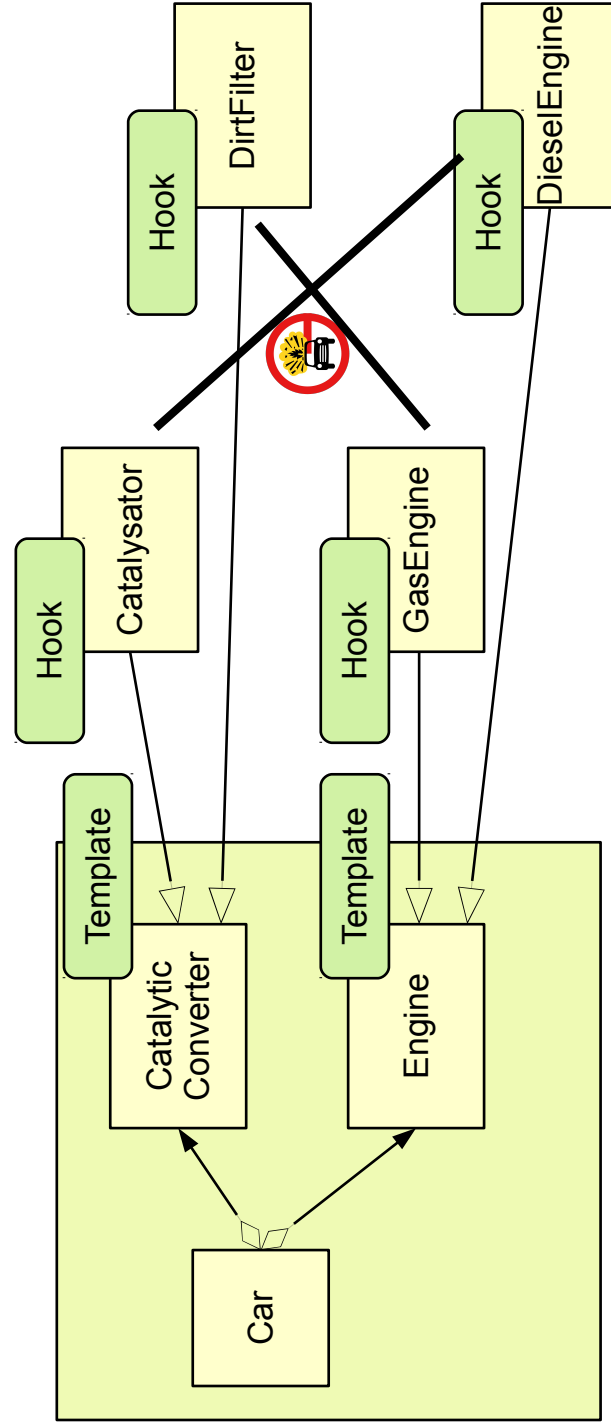 Car
Template
Catalytic
Converter
Template
Engine
Hook
Catalysator
Hook
GasEngine
Hook
DirtFilter
Hook
DieselEngine